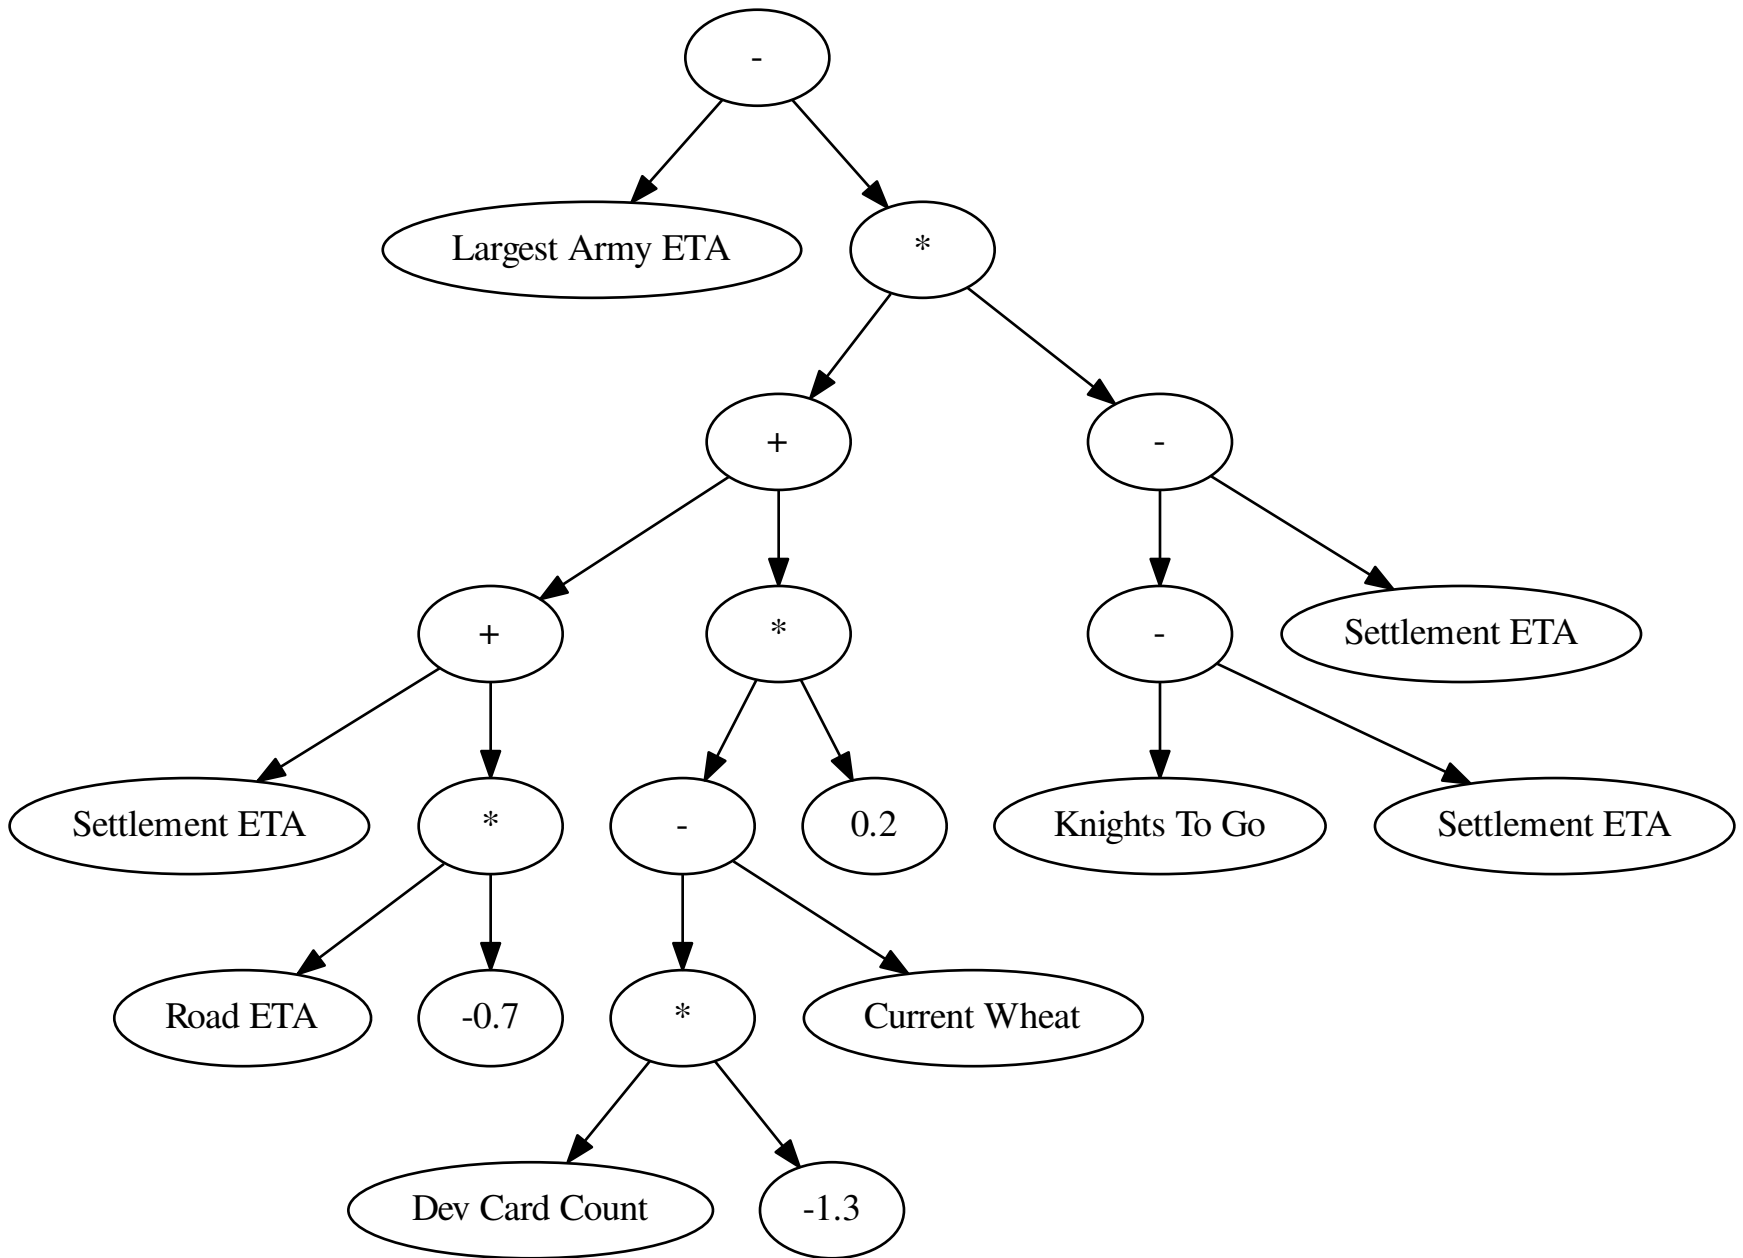 -
Largest Army ETA
*
+
-
+
*
-
Settlement ETA
Settlement ETA
*
-
0.2
Knights To Go
Settlement ETA
Road ETA
-0.7
*
Current Wheat
Dev Card Count
-1.3